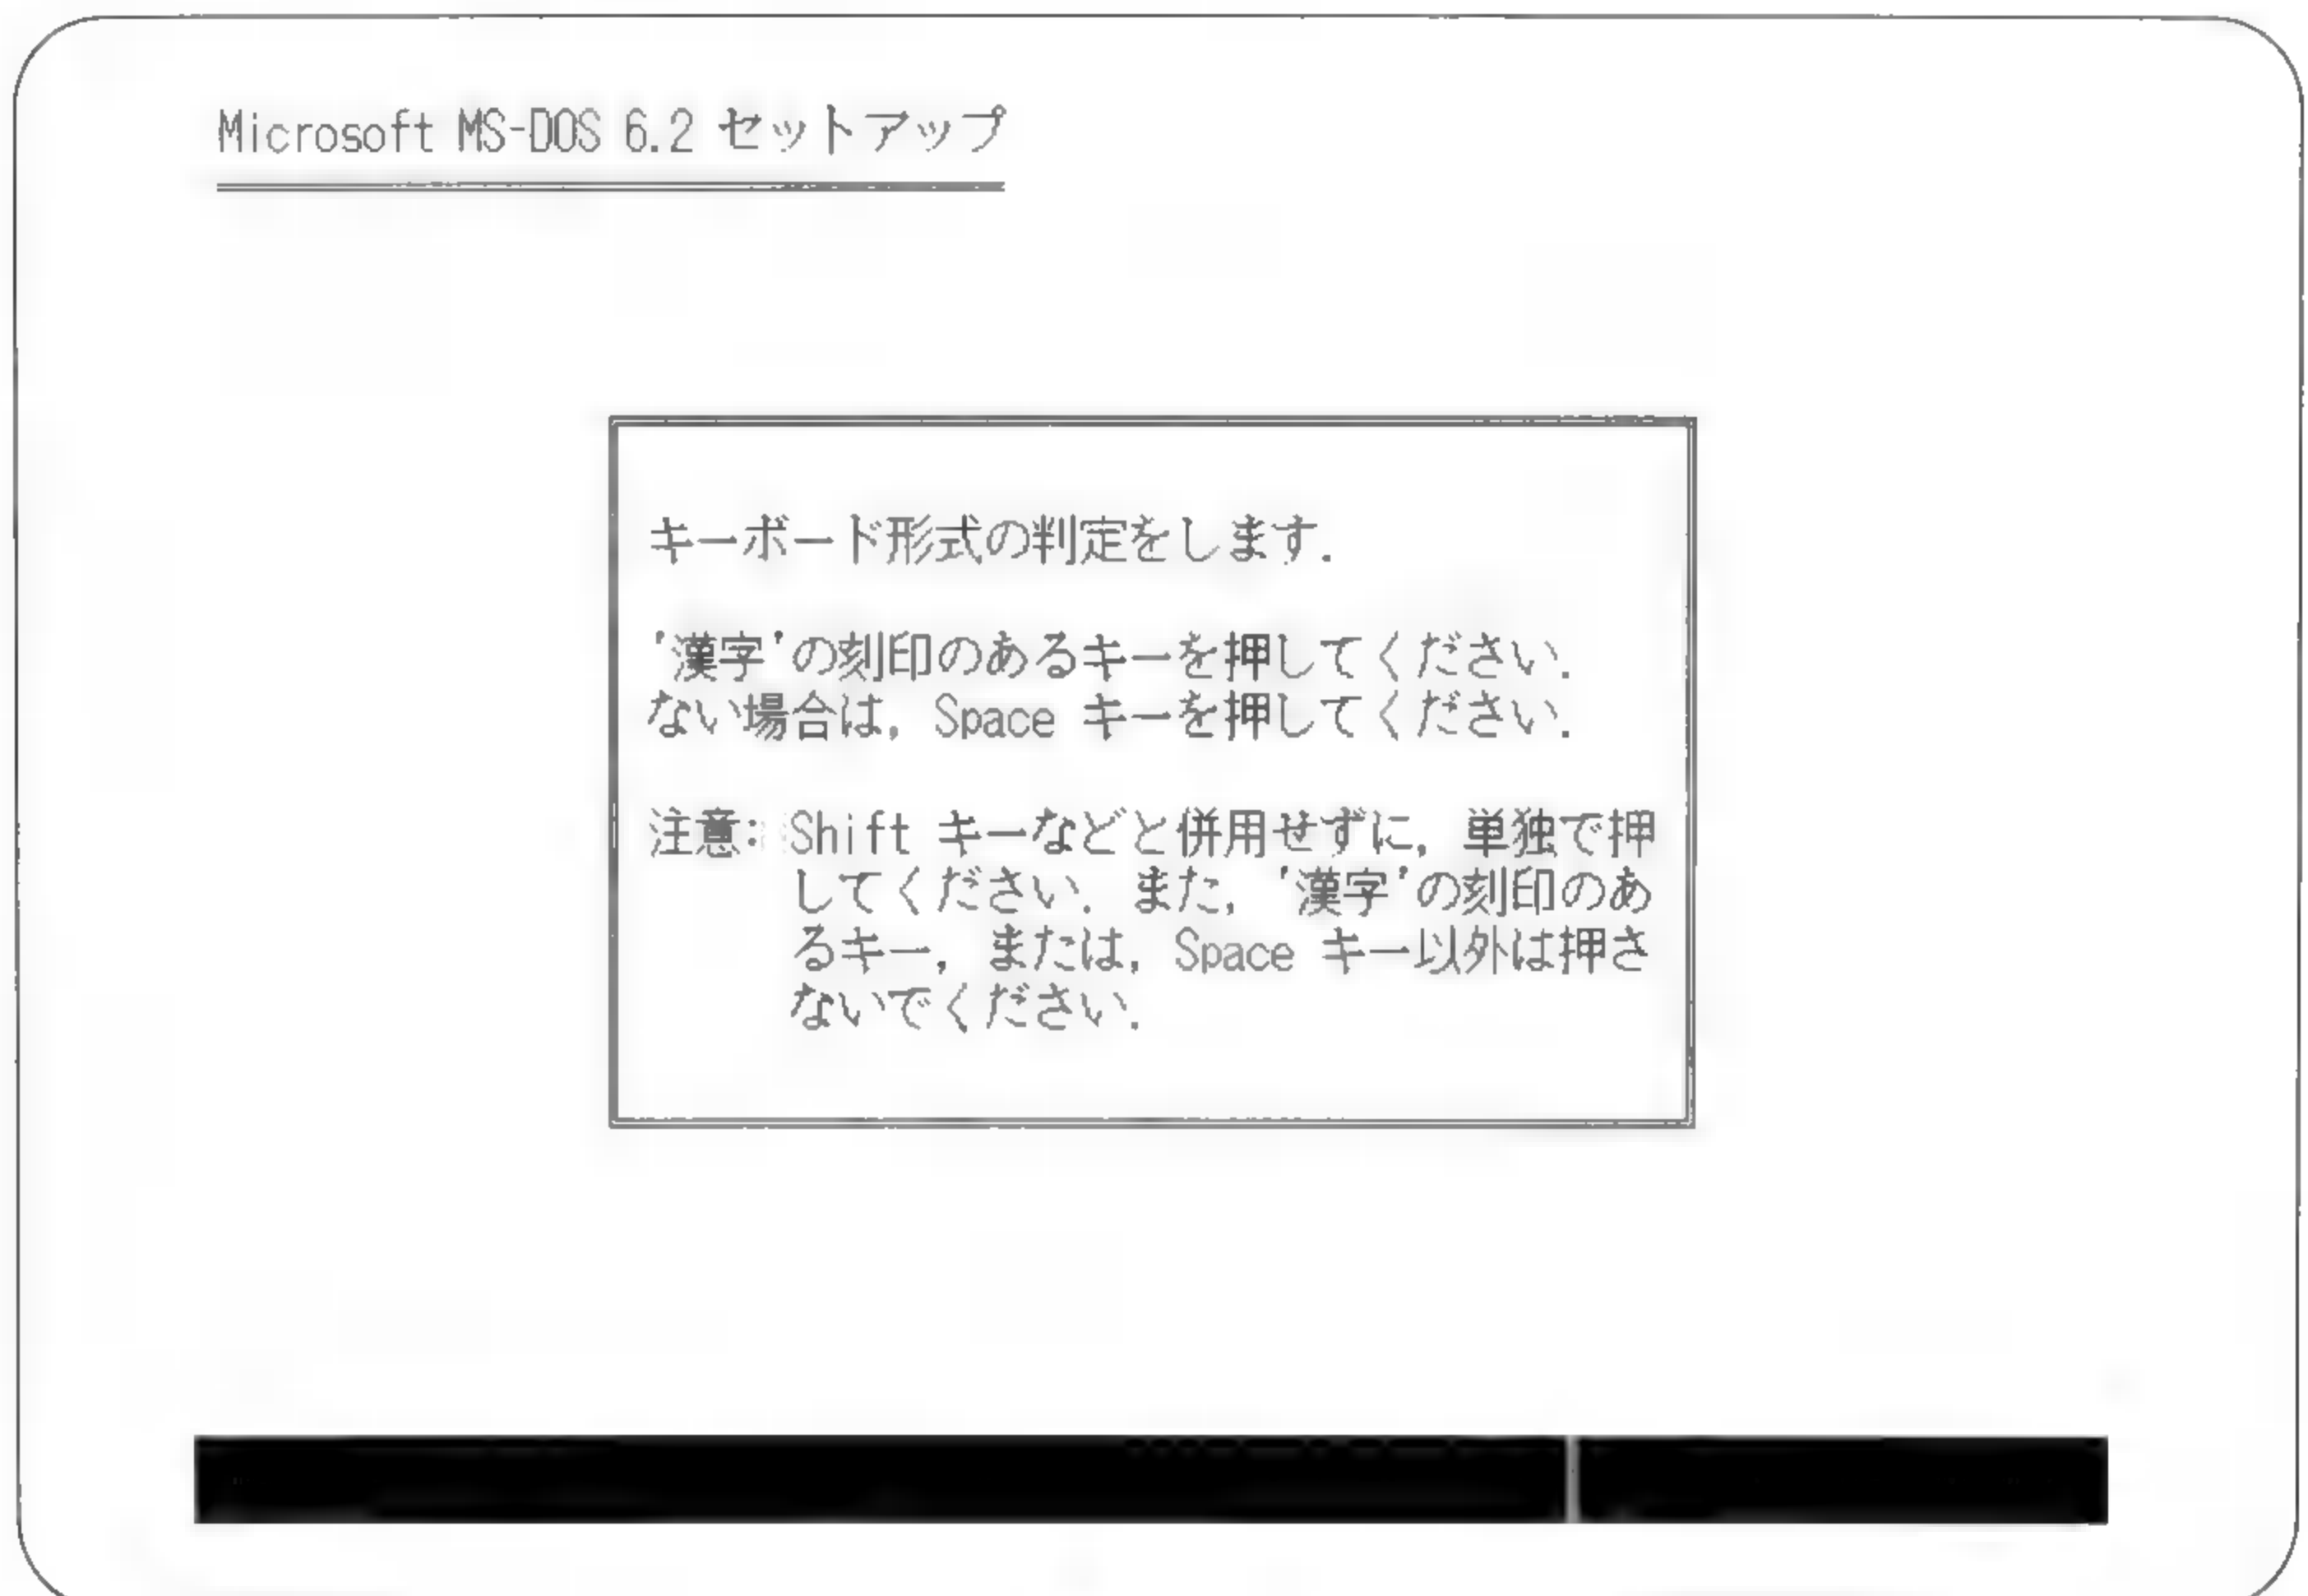 Microsoft MS-DOS 6.2 セットアップ
キーボード形式の判定をします.
'漢字'の刻印のあるキーを押してください.
ない場合は, Space キーを押してください.
注意: Shift キーなどと併用せずに, 単独で押
してください. また, '漢字'の刻印のあ
るキー, または, Space キー以外は押さ
ないでください.